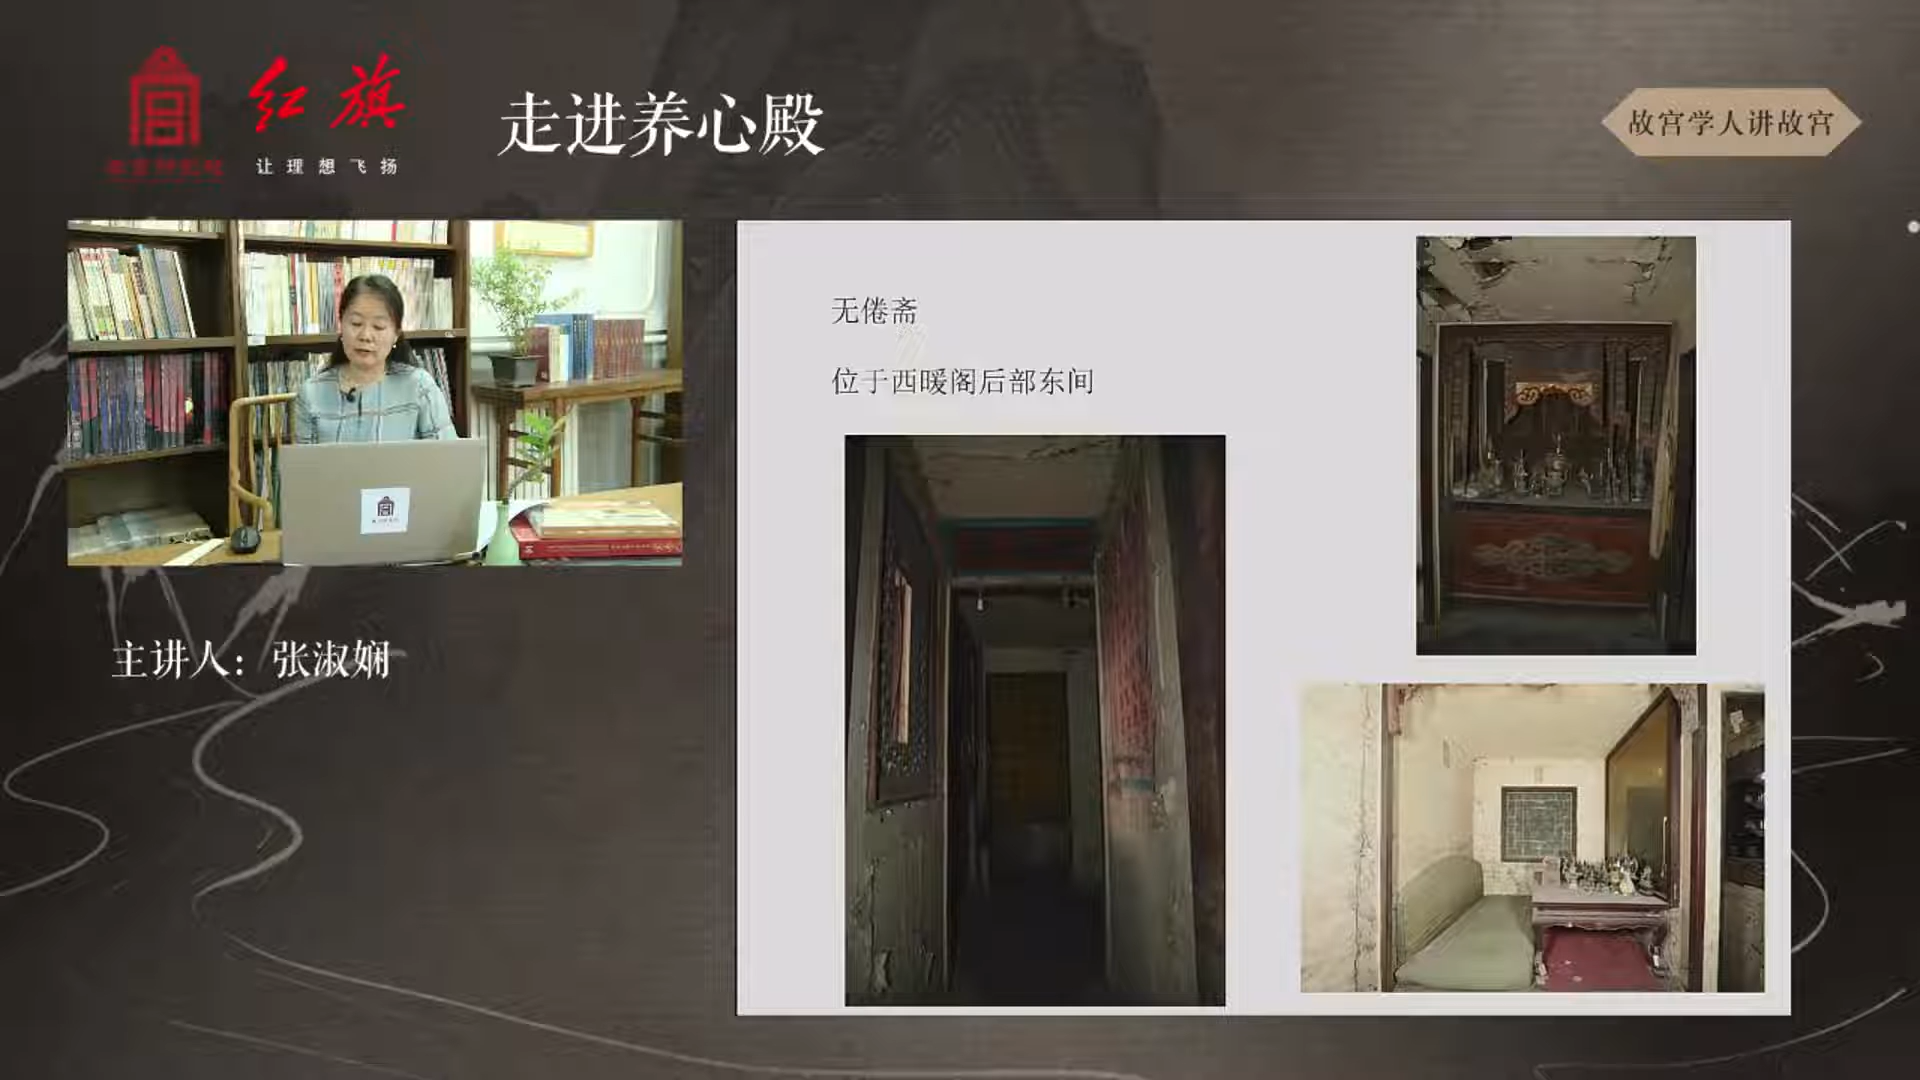 红旗
让理想飞扬
走进养心殿
故宫学人讲故宫
无倦斋
位于西暖阁后部东间
主讲人：张淑娴